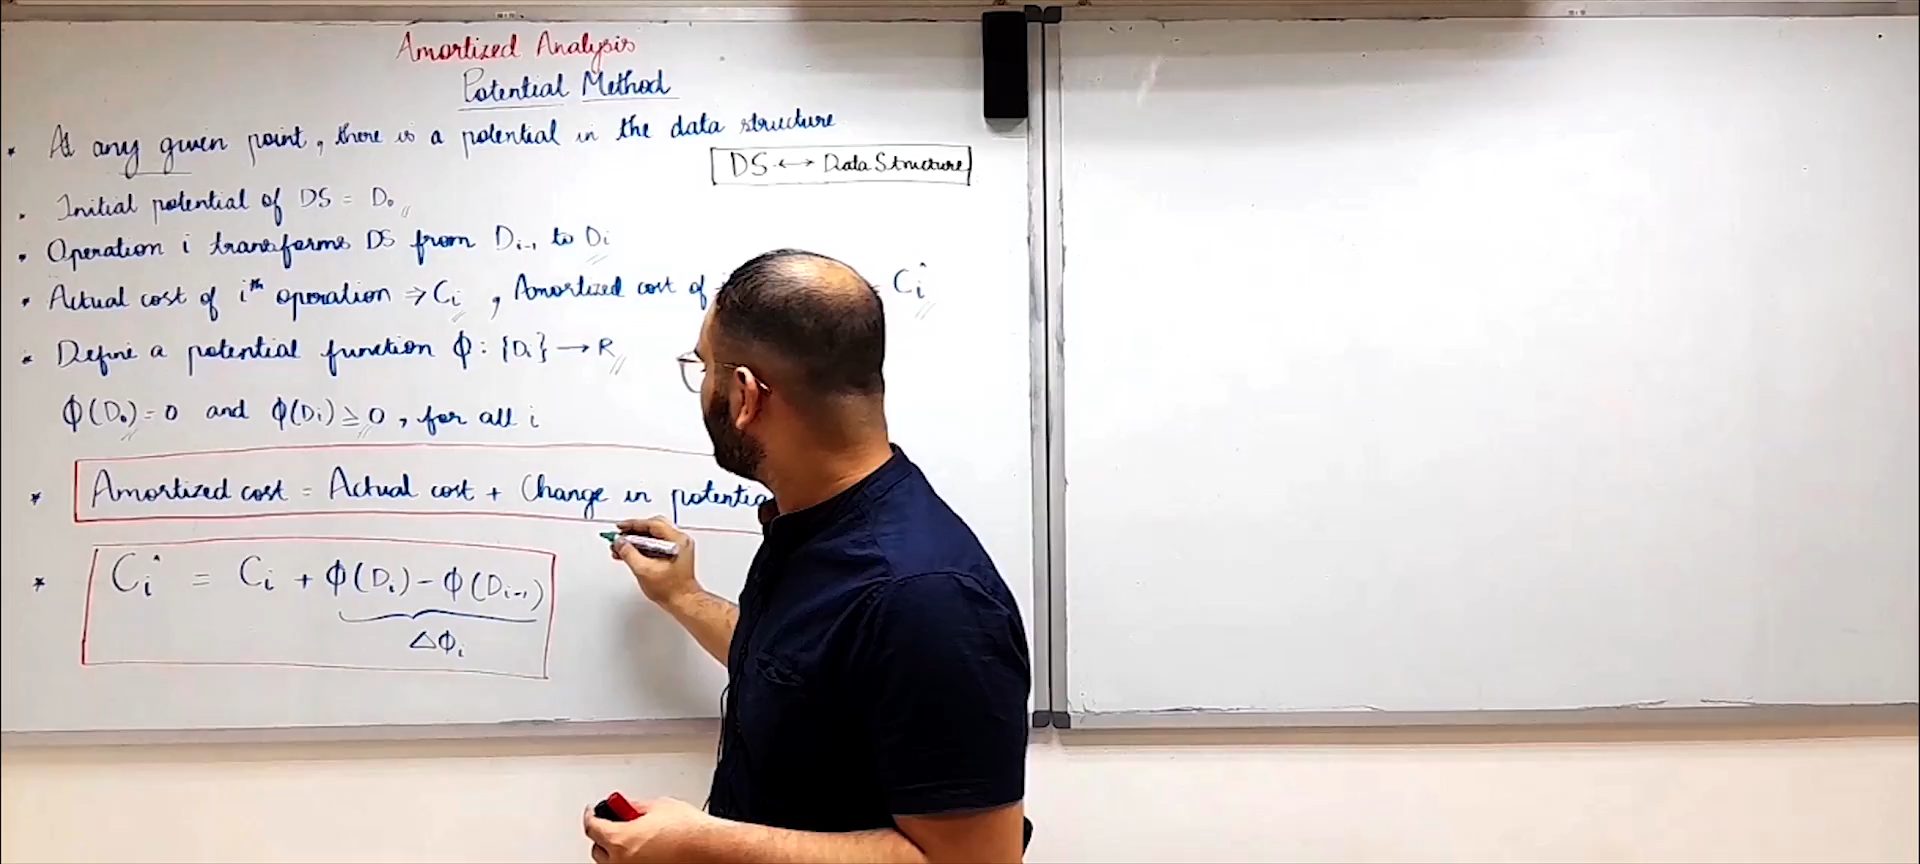 Amortized Analysis
Potential Method
• At any given point, there is a potential in the data structure
DS ↔ Data Structure
• Initial potential of DS = D₀
• Operation i transforms DS from Dᵢ₋₁ to Dᵢ
• Actual cost of iᵗʰ operation ⇒ Cᵢ , Amortized cost of = Cᵢ^
• Define a potential function ϕ : {Dᵢ} → R
ϕ(D₀) = 0 and ϕ(Dᵢ) ≥ 0 , for all i
* Amortized cost = Actual cost + Change in potentia
* Cᵢ^ = Cᵢ + ϕ(Dᵢ) - ϕ(Dᵢ₋₁)
Δϕᵢ